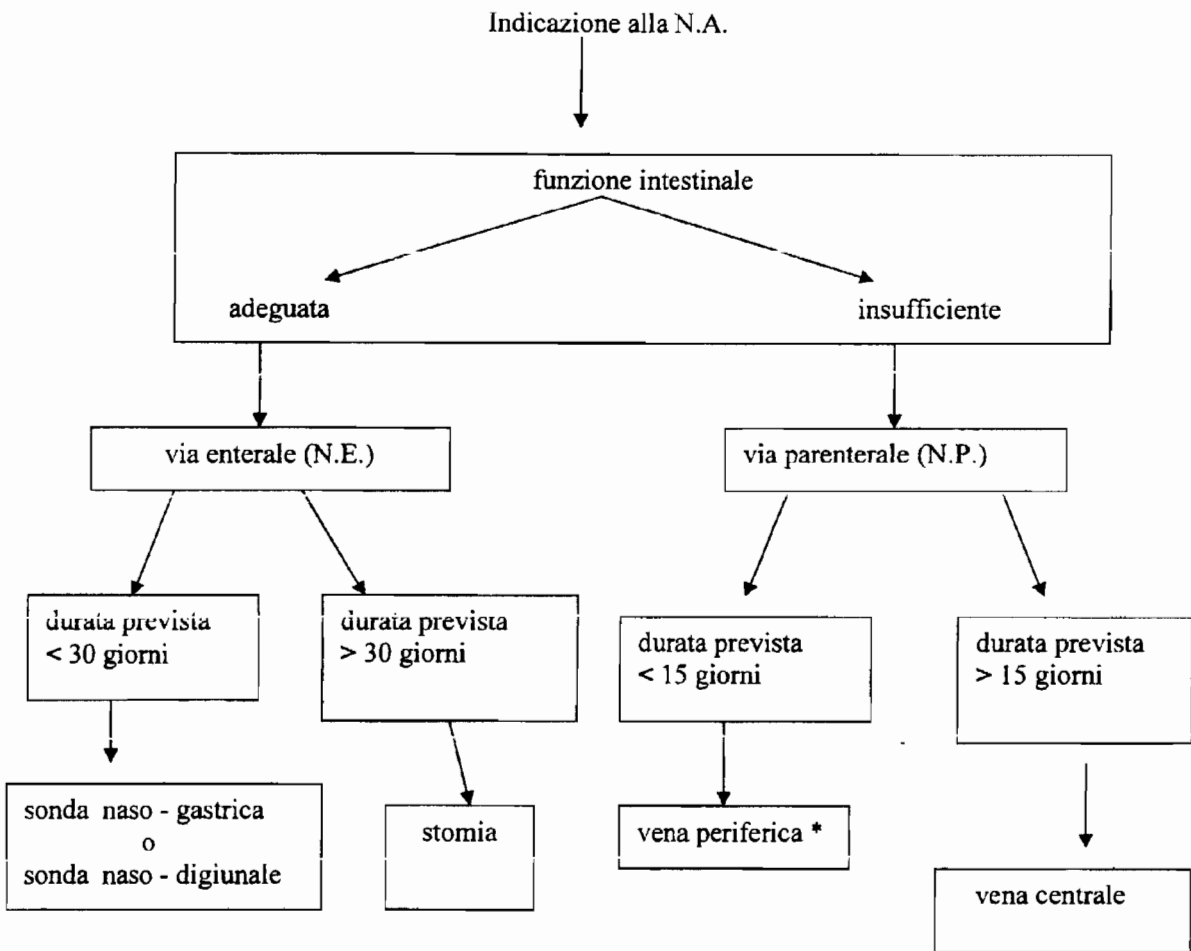 Indicazione alla N.A.
funzione intestinale
adeguata
insufficiente
via enterale (N.E.)
via parenterale (N.P.)
durata prevista
< 30 giorni
durata prevista
> 30 giorni
durata prevista
< 15 giorni
durata prevista
> 15 giorni
sonda naso - gastrica
o
sonda naso - digiunale
stomia
vena periferica *
vena centrale